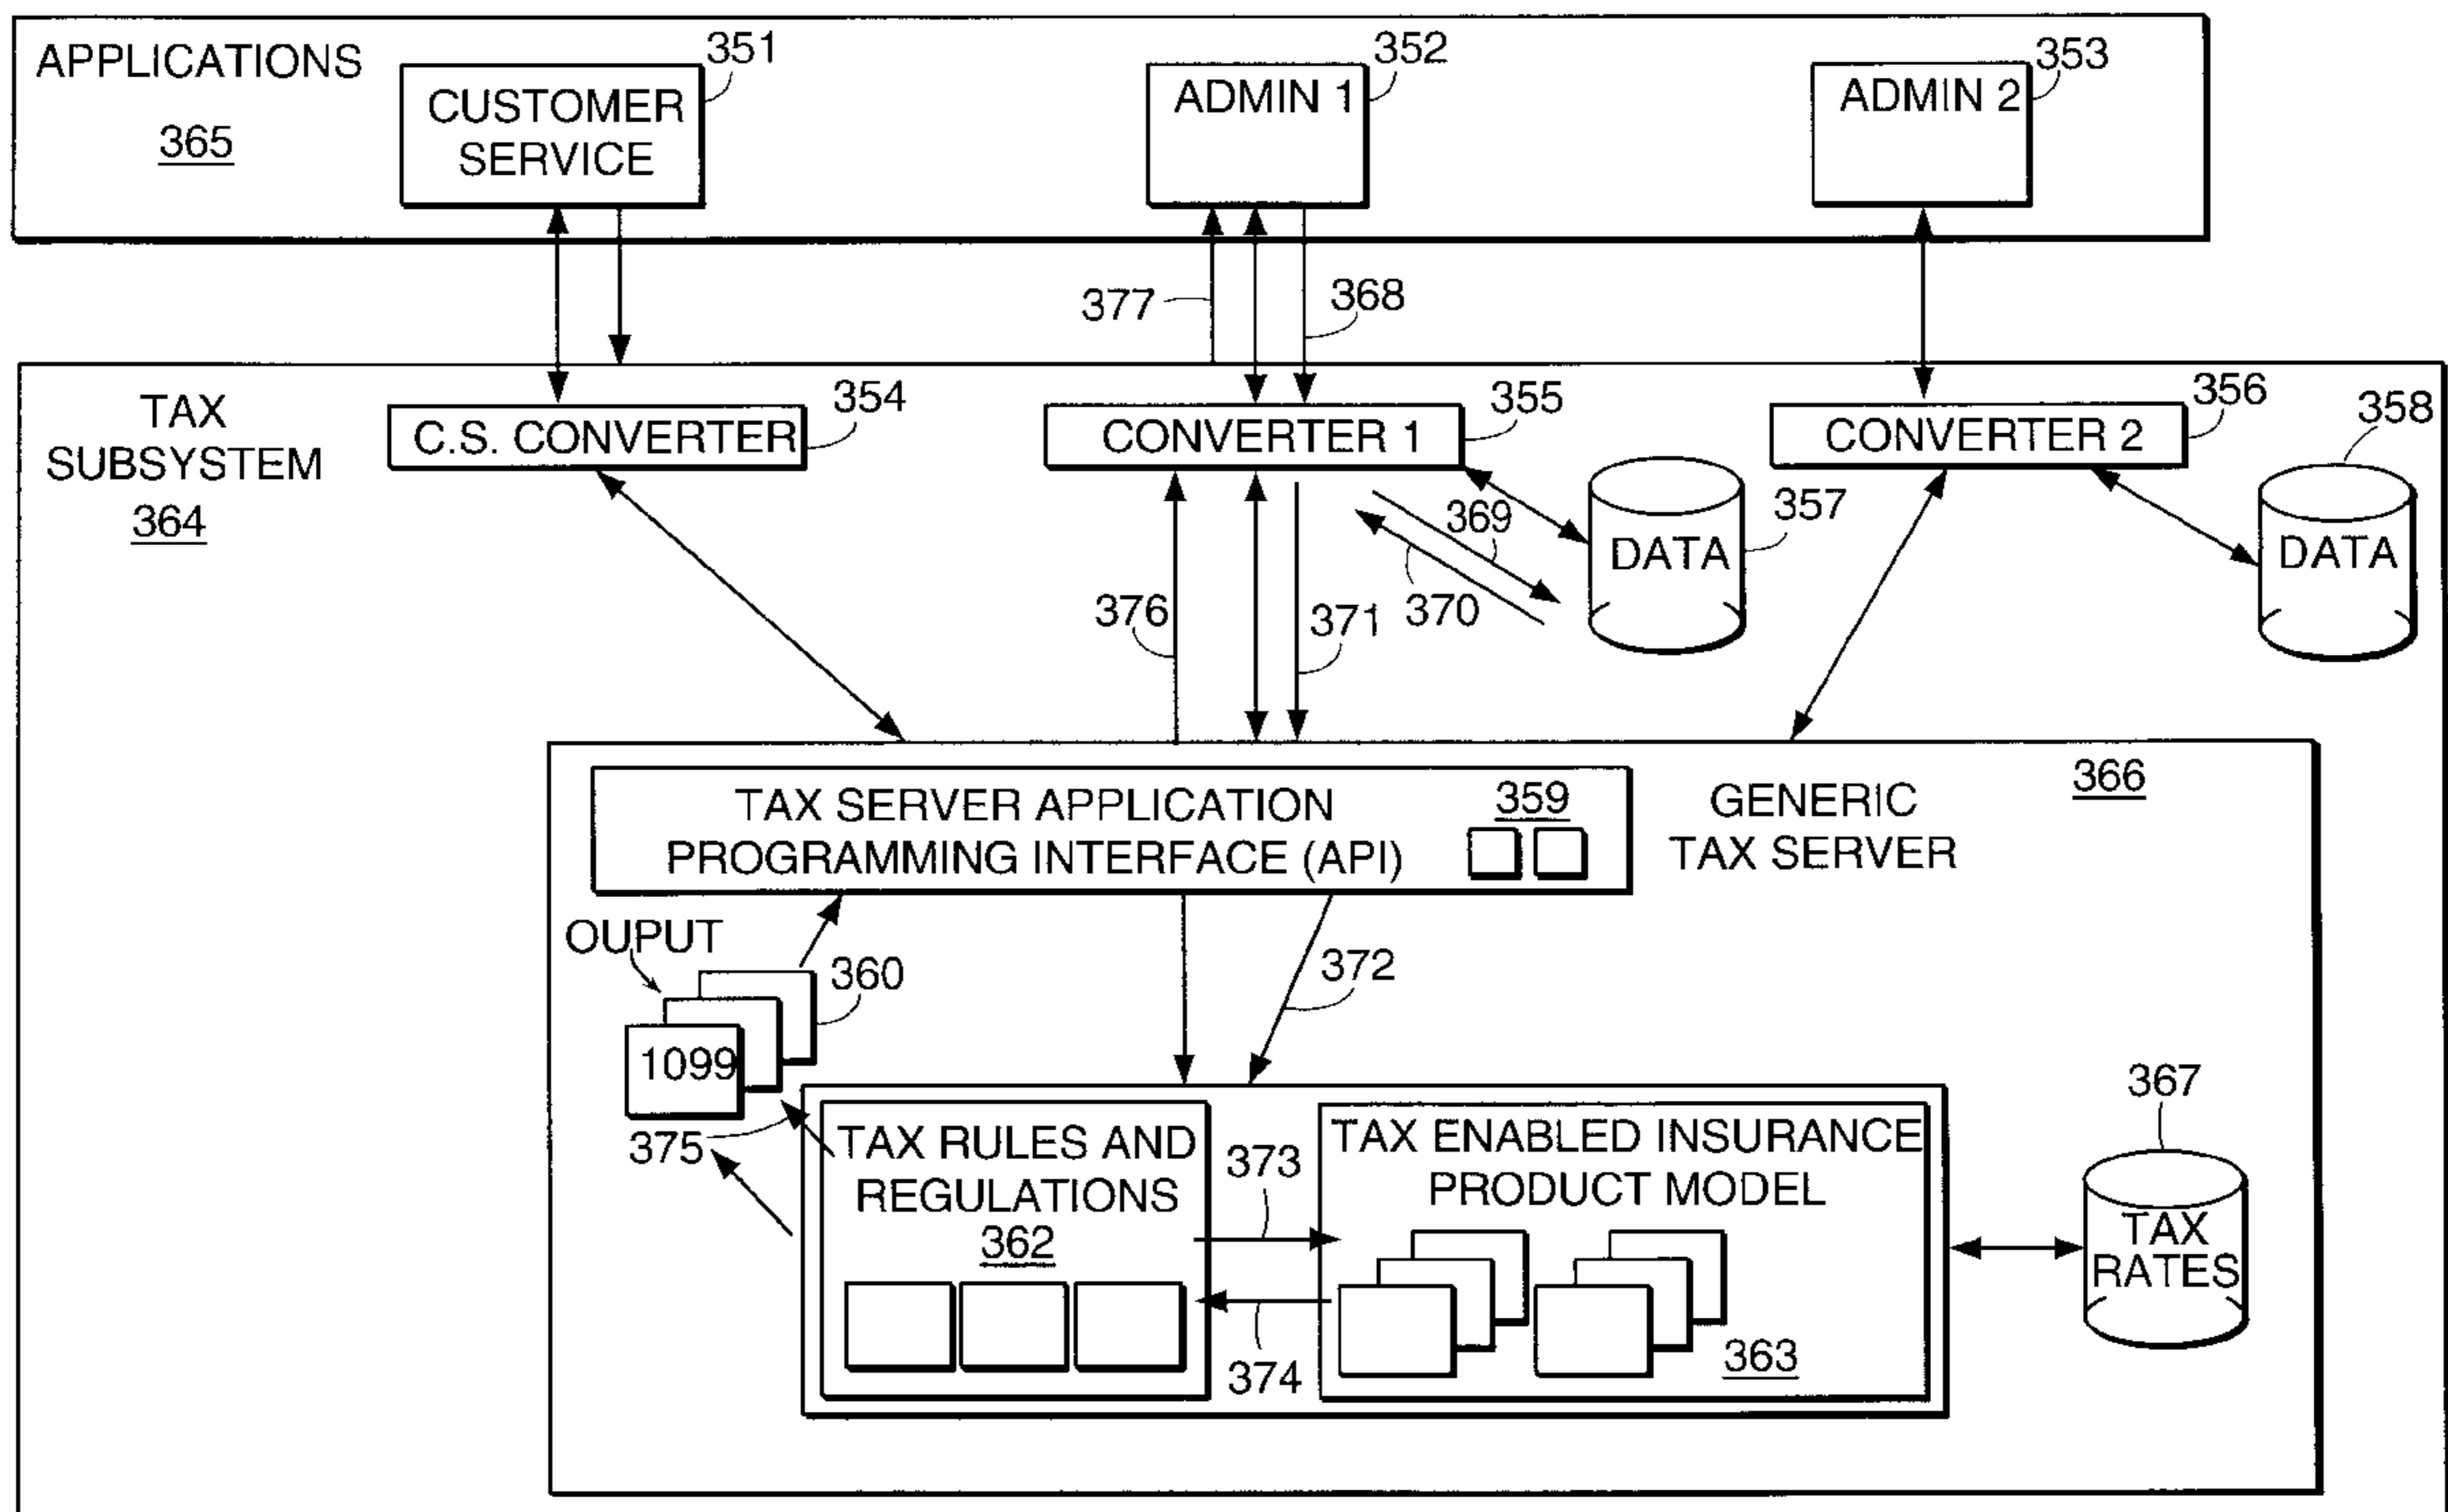 APPLICATIONS
365
351
CUSTOMER
SERVICE
352
ADMIN 1
353
ADMIN 2
377
368
TAX
SUBSYSTEM
364
354
C.S. CONVERTER
355
CONVERTER 1
356
CONVERTER 2
358
357
DATA
DATA
369
370
376
371
366
TAX SERVER APPLICATION
PROGRAMMING INTERFACE (API)
359
GENERIC
TAX SERVER
OUPUT
360
372
1099
375
TAX RULES AND
REGULATIONS
362
373
374
TAX ENABLED INSURANCE
PRODUCT MODEL
363
367
TAX
RATES